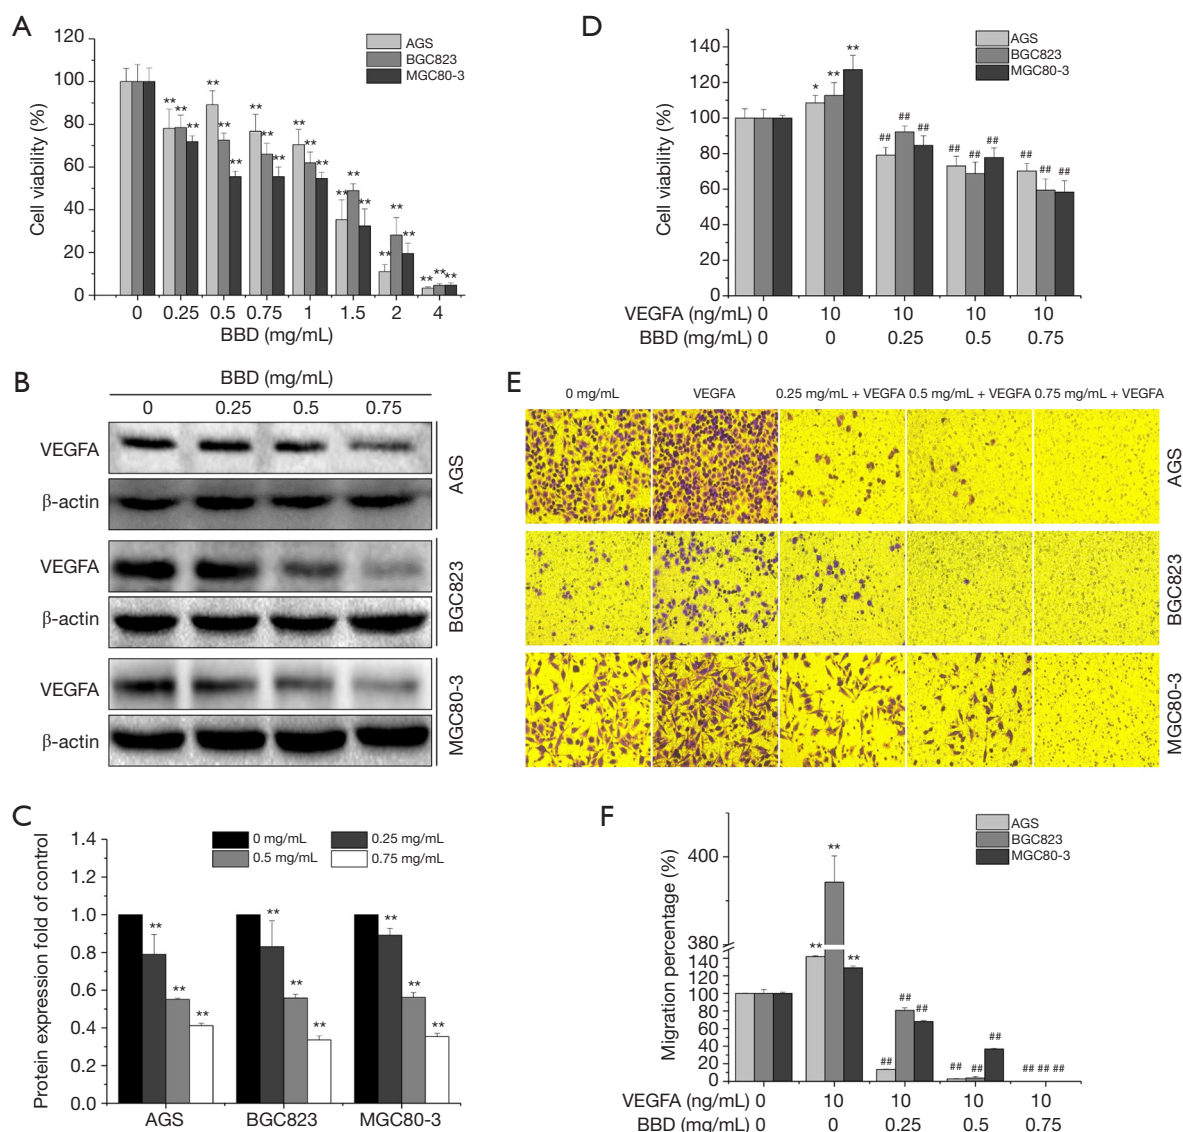 A
120
100
80
60
40
20
0
Cell viability (%)
AGS
BGC823
MGC80-3
** ** **
** ** **
** ** **
** ** **
** ** **
** ** **
** ** **
0 0.25 0.5 0.75 1 1.5 2 4
BBD (mg/mL)
B
BBD (mg/mL)
0 0.25 0.5 0.75
VEGFA
β-actin
AGS
VEGFA
β-actin
BGC823
VEGFA
β-actin
MGC80-3
C
1.4
1.2
1.0
0.8
0.6
0.4
0.2
0.0
Protein expression fold of control
0 mg/mL 0.25 mg/mL
0.5 mg/mL 0.75 mg/mL
** ** **
** ** **
** ** **
AGS BGC823 MGC80-3
D
140
120
100
80
60
40
20
0
Cell viability (%)
AGS
BGC823
MGC80-3
* ** **
## ## ##
## ## ##
## ## ##
VEGFA (ng/mL) 0 10 10 10 10
BBD (mg/mL) 0 0 0.25 0.5 0.75
E
0 mg/mL VEGFA 0.25 mg/mL + VEGFA 0.5 mg/mL + VEGFA 0.75 mg/mL + VEGFA
AGS
BGC823
MGC80-3
F
400
380
140
120
100
80
60
40
20
0
Migration percentage (%)
AGS
BGC823
MGC80-3
** ** **
## ## ##
## ## ##
## ## ##
VEGFA (ng/mL) 0 10 10 10 10
BBD (mg/mL) 0 0 0.25 0.5 0.75